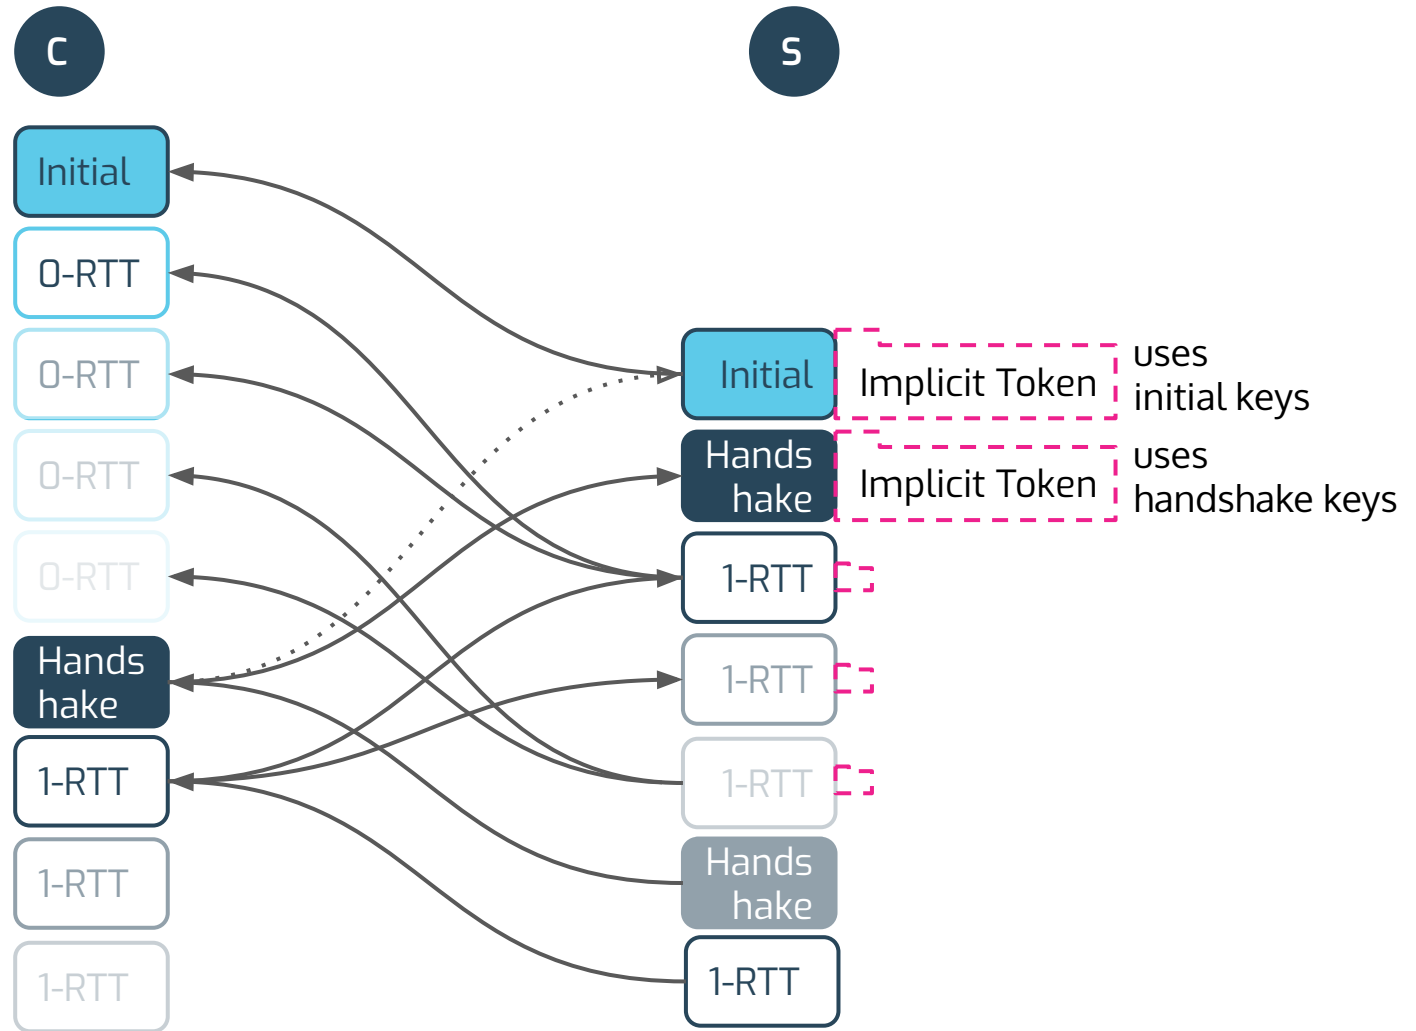 C
S
Initial
0-RTT
0-RTT
0-RTT
0-RTT
Hands
hake
1-RTT
1-RTT
1-RTT
Initial
Implicit Token
uses
initial keys
Hands
hake
Implicit Token
uses
handshake keys
1-RTT
1-RTT
1-RTT
Hands
hake
1-RTT